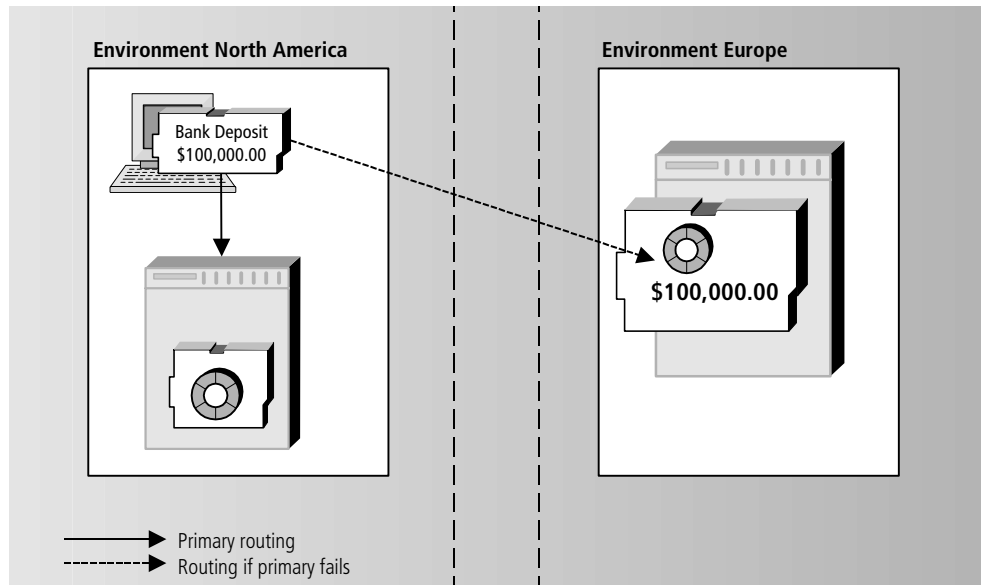 Environment North America
Environment Europe
Bank Deposit
$100,000.00
$100,000.00
Primary routing
Routing if primary fails